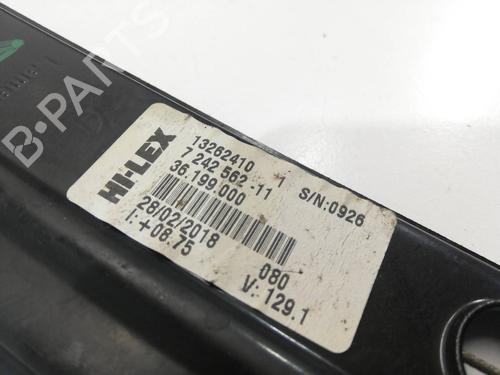 B-PARTS
HI-LEX
13262410 1
7 242 562 -11 S/N:0926
36.199.000
28/02/2018 080
I:+08.75 V: 129.1